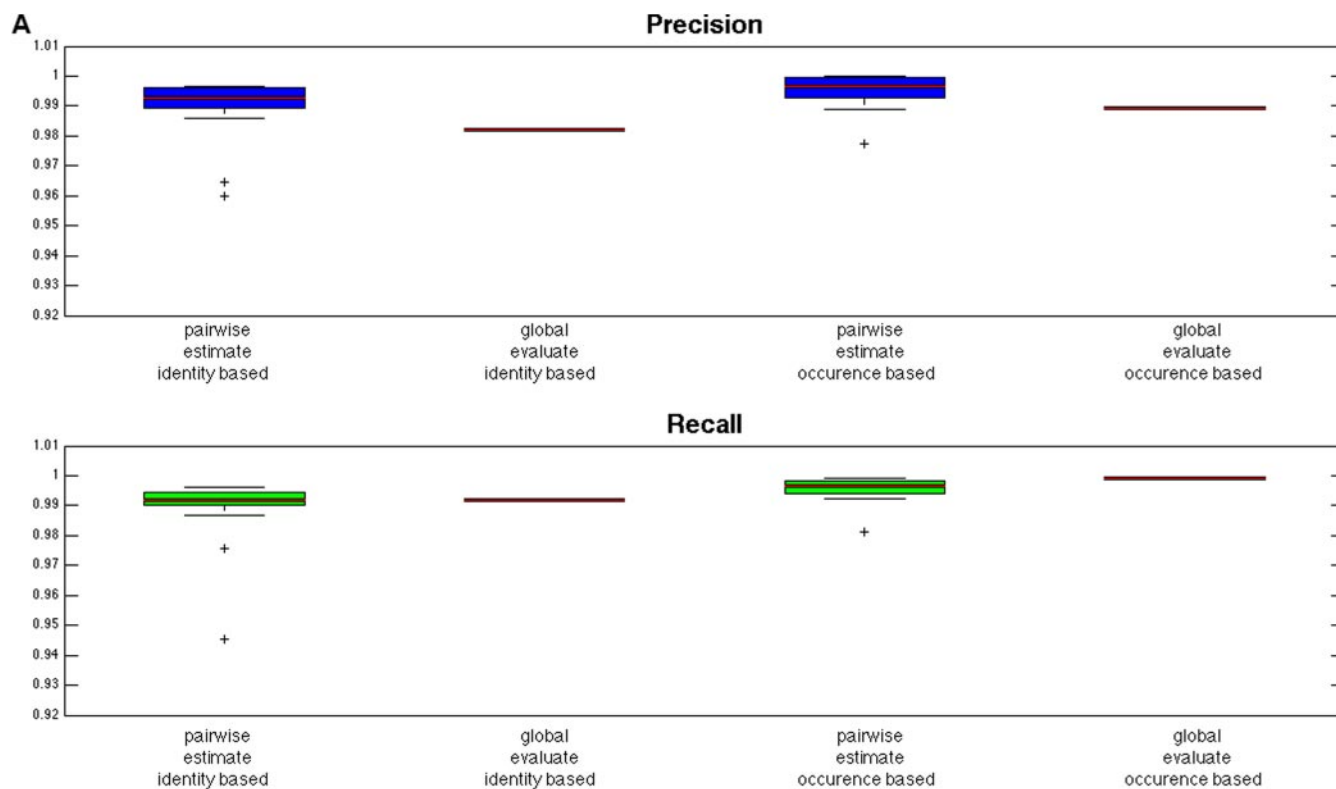 A
Precision
1.01
1
0.99
0.98
0.97
0.96
0.95
0.94
0.93
0.92
pairwise
estimate
identity based
global
evaluate
identity based
pairwise
estimate
occurence based
global
evaluate
occurence based
Recall
1.01
1
0.99
0.98
0.97
0.96
0.95
0.94
0.93
0.92
pairwise
estimate
identity based
global
evaluate
identity based
pairwise
estimate
occurence based
global
evaluate
occurence based